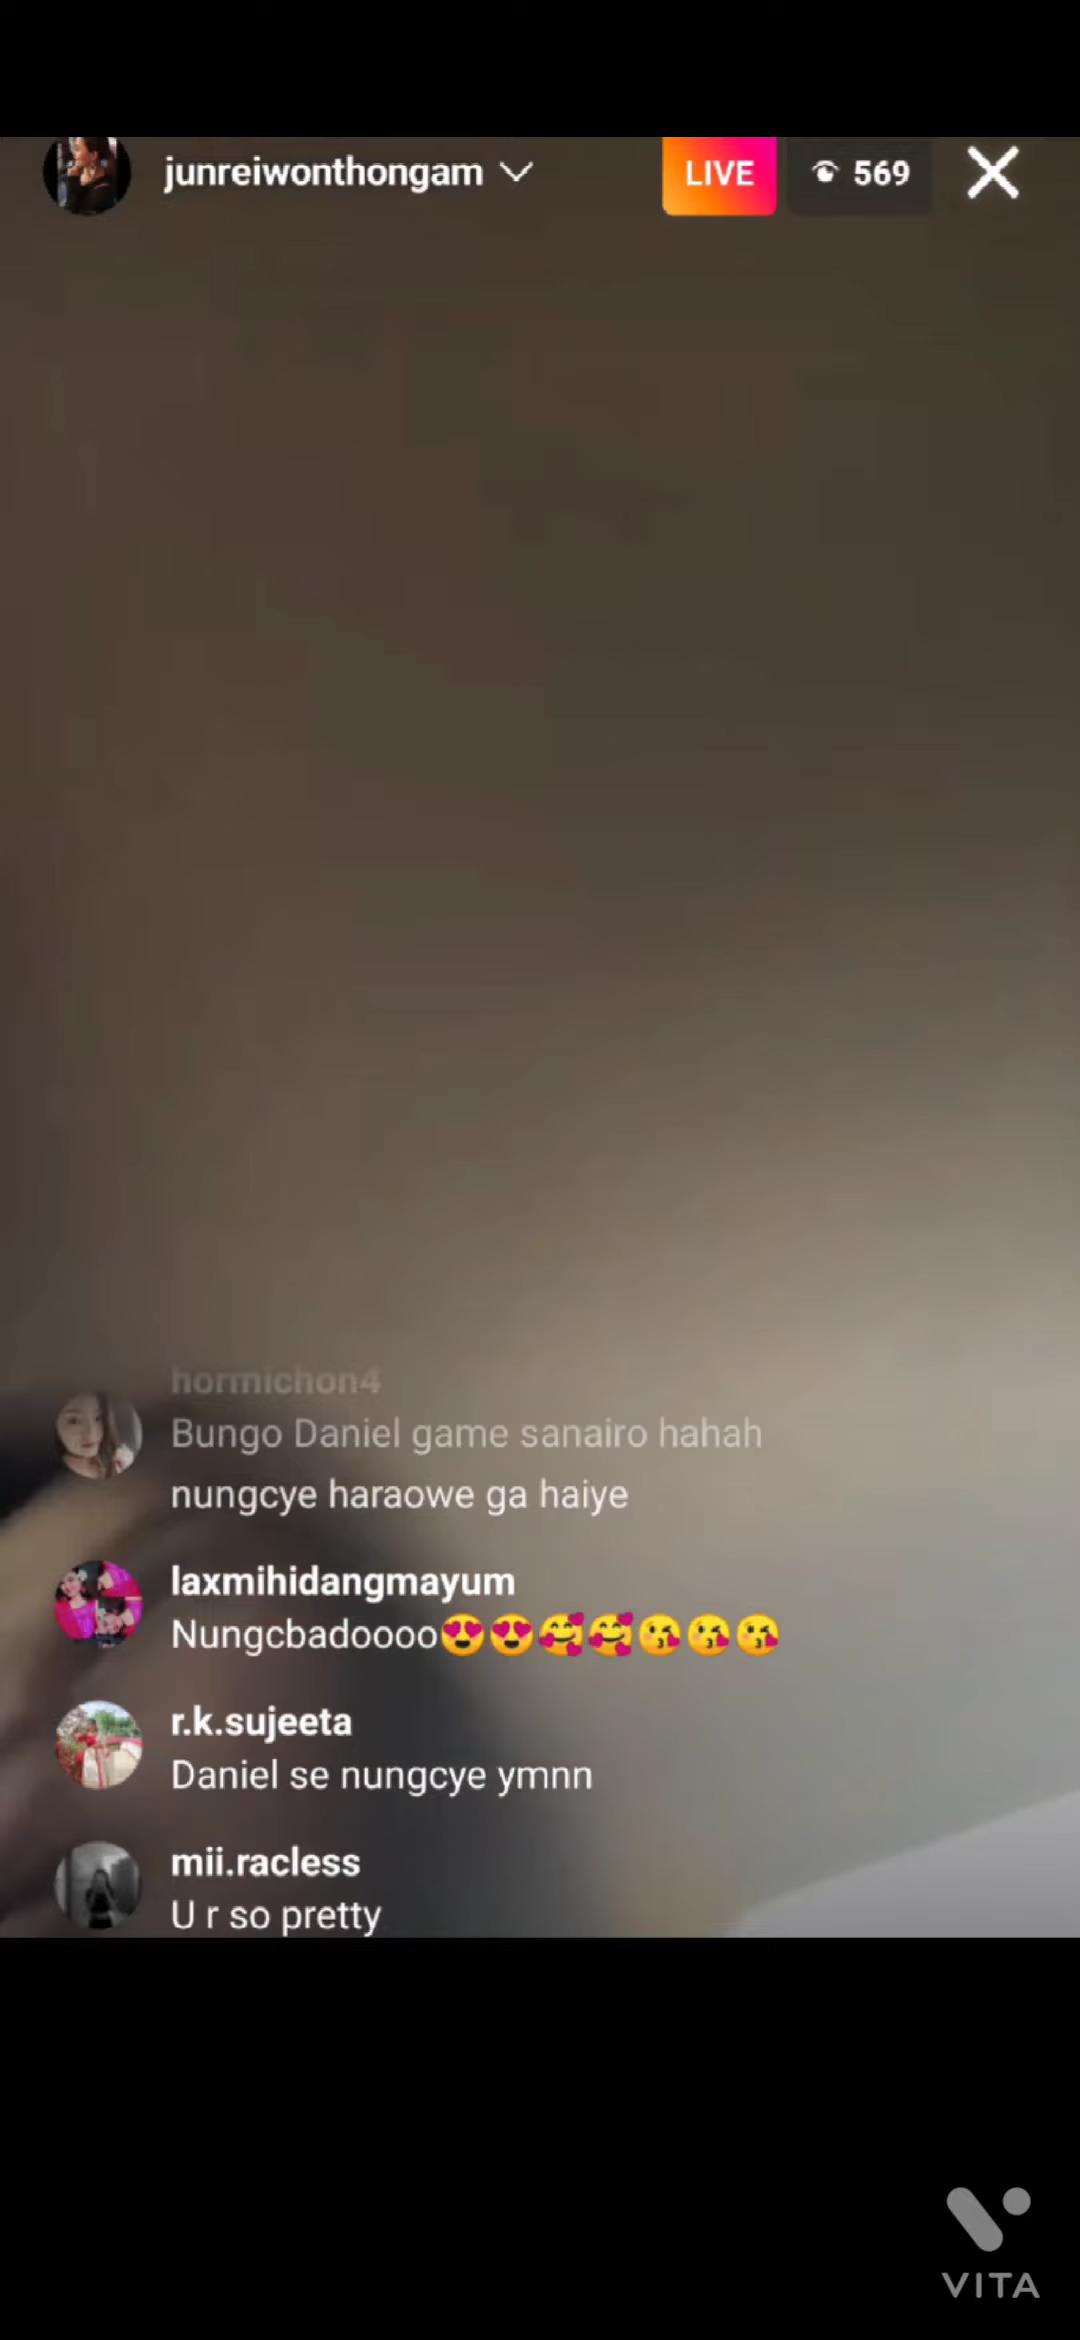 junreiwonthongam
LIVE
569
hormichon4
Bungo Daniel game sanairo hahah
nungcye haraowe ga haiye
laxmihidangmayum
Nungcbadoooo😍😍🥰🥰😘😘😘
r.k.sujeeta
Daniel se nungcye ymnn
mii.racless
U r so pretty
VITA